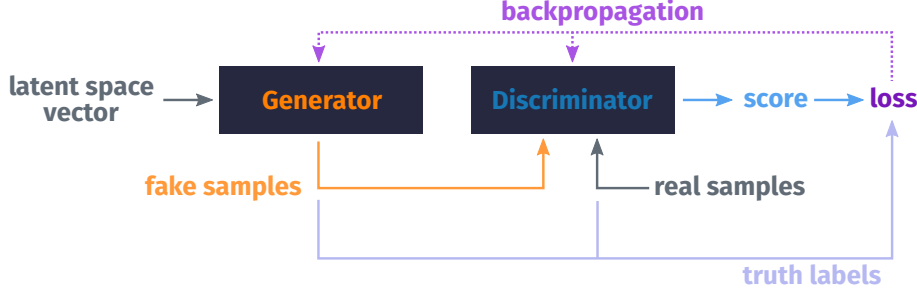 backpropagation
latent space
vector
Generator
Discriminator
score
loss
fake samples
real samples
truth labels